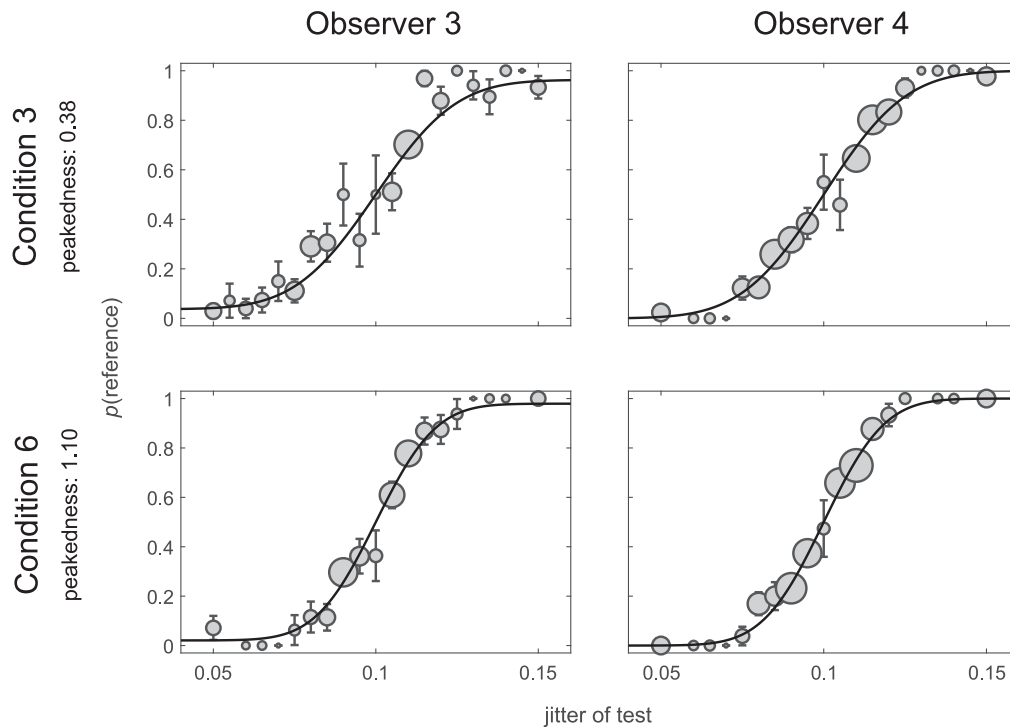 Observer 3
Observer 4
Condition 3
peakedness: 0.38
1
0.8
0.6
0.4
0.2
0
p(reference)
Condition 6
peakedness: 1.10
1
0.8
0.6
0.4
0.2
0
0.05
0.1
0.15
0.05
0.1
0.15
jitter of test